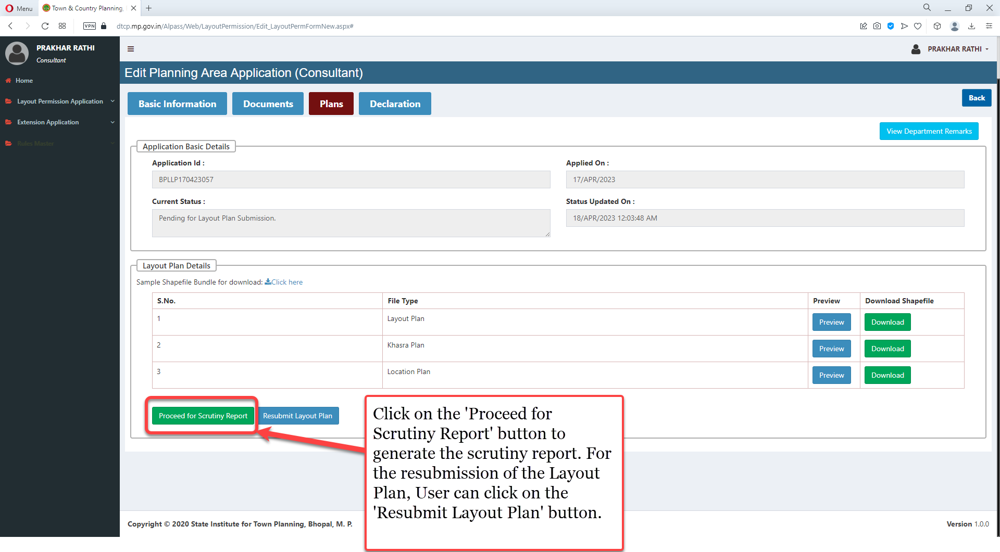 Menu
Town & Country Planning,
VPN
dtcp.mp.gov.in/Alpass/Web/LayoutPermission/Edit_LayoutPermFormNew.aspx#
PRAKHAR RATHI
Consultant
PRAKHAR RATHI
Home
Layout Permission Application
Extension Application
Rules Master
Edit Planning Area Application (Consultant)
Basic Information
Documents
Plans
Declaration
Back
View Department Remarks
Application Basic Details
Application Id :
Applied On :
BPLLP170423057
17/APR/2023
Current Status :
Status Updated On :
Pending for Layout Plan Submission.
18/APR/2023 12:03:48 AM
Layout Plan Details
Sample Shapefile Bundle for download: Click here
S.No. File Type Preview Download Shapefile
1 Layout Plan Preview Download
2 Khasra Plan Preview Download
3 Location Plan Preview Download
Proceed for Scrutiny Report
Resubmit Layout Plan
Click on the 'Proceed for
Scrutiny Report' button to
generate the scrutiny report. For
the resubmission of the Layout
Plan, User can click on the
'Resubmit Layout Plan' button.
Copyright © 2020 State Institute for Town Planning, Bhopal, M. P.
Version 1.0.0